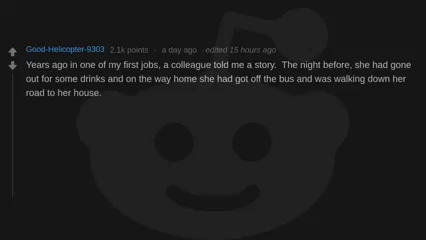 Good-Helicopter-9303 2.1k points · a day ago · edited 15 hours ago
Years ago in one of my first jobs, a colleague told me a story. The night before, she had gone
out for some drinks and on the way home she had got off the bus and was walking down her
road to her house.